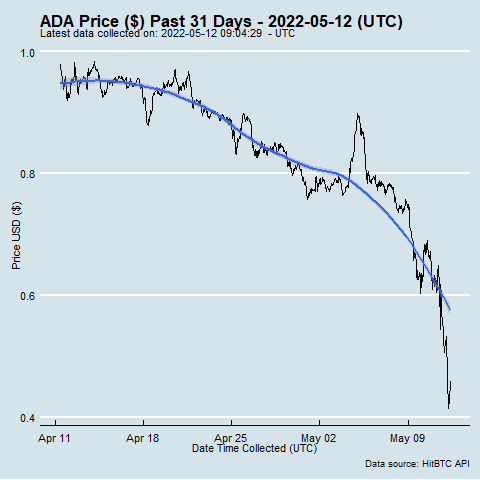 ADA Price ($) Past 31 Days - 2022-05-12 (UTC)
Latest data collected on: 2022-05-12 09:04:29 - UTC
1.0
0.8
0.6
0.4
Price USD ($)
Apr 11 Apr 18 Apr 25 May 02 May 09
Date Time Collected (UTC)
Data source: HitBTC API